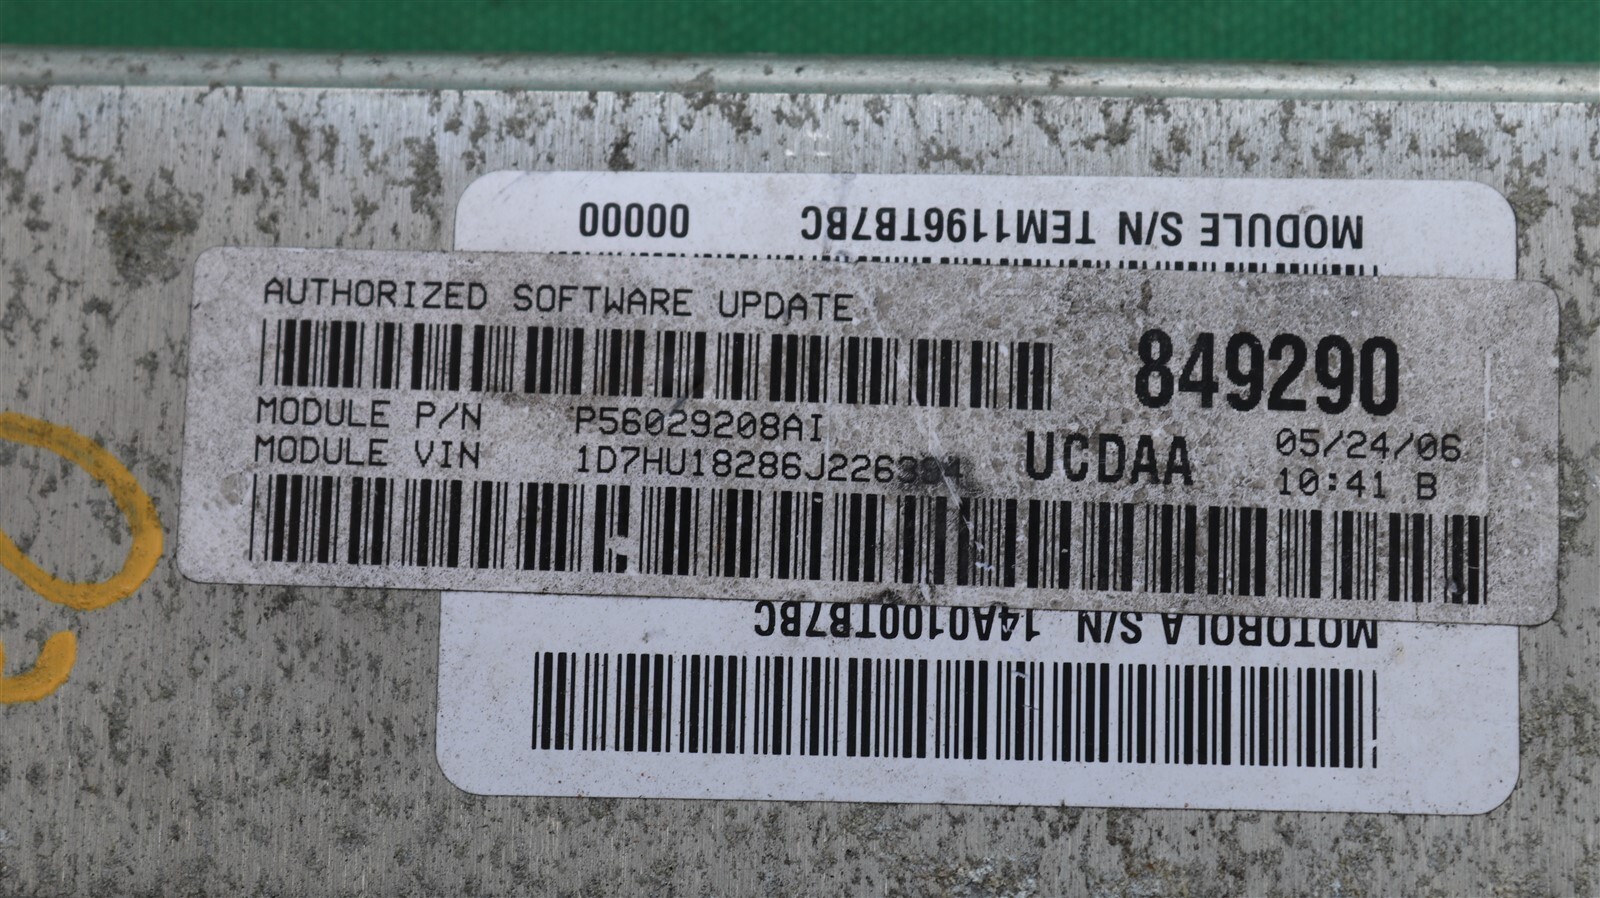 MODULE S/N TEM1196TB7BC 00000
AUTHORIZED SOFTWARE UPDATE
849290
MODULE P/N P56029208AI
MODULE VIN 1D7HU18286J226304
UCDAA
05/24/06
10:41 B
MOTOROLA S/N 14A0100TB7BC